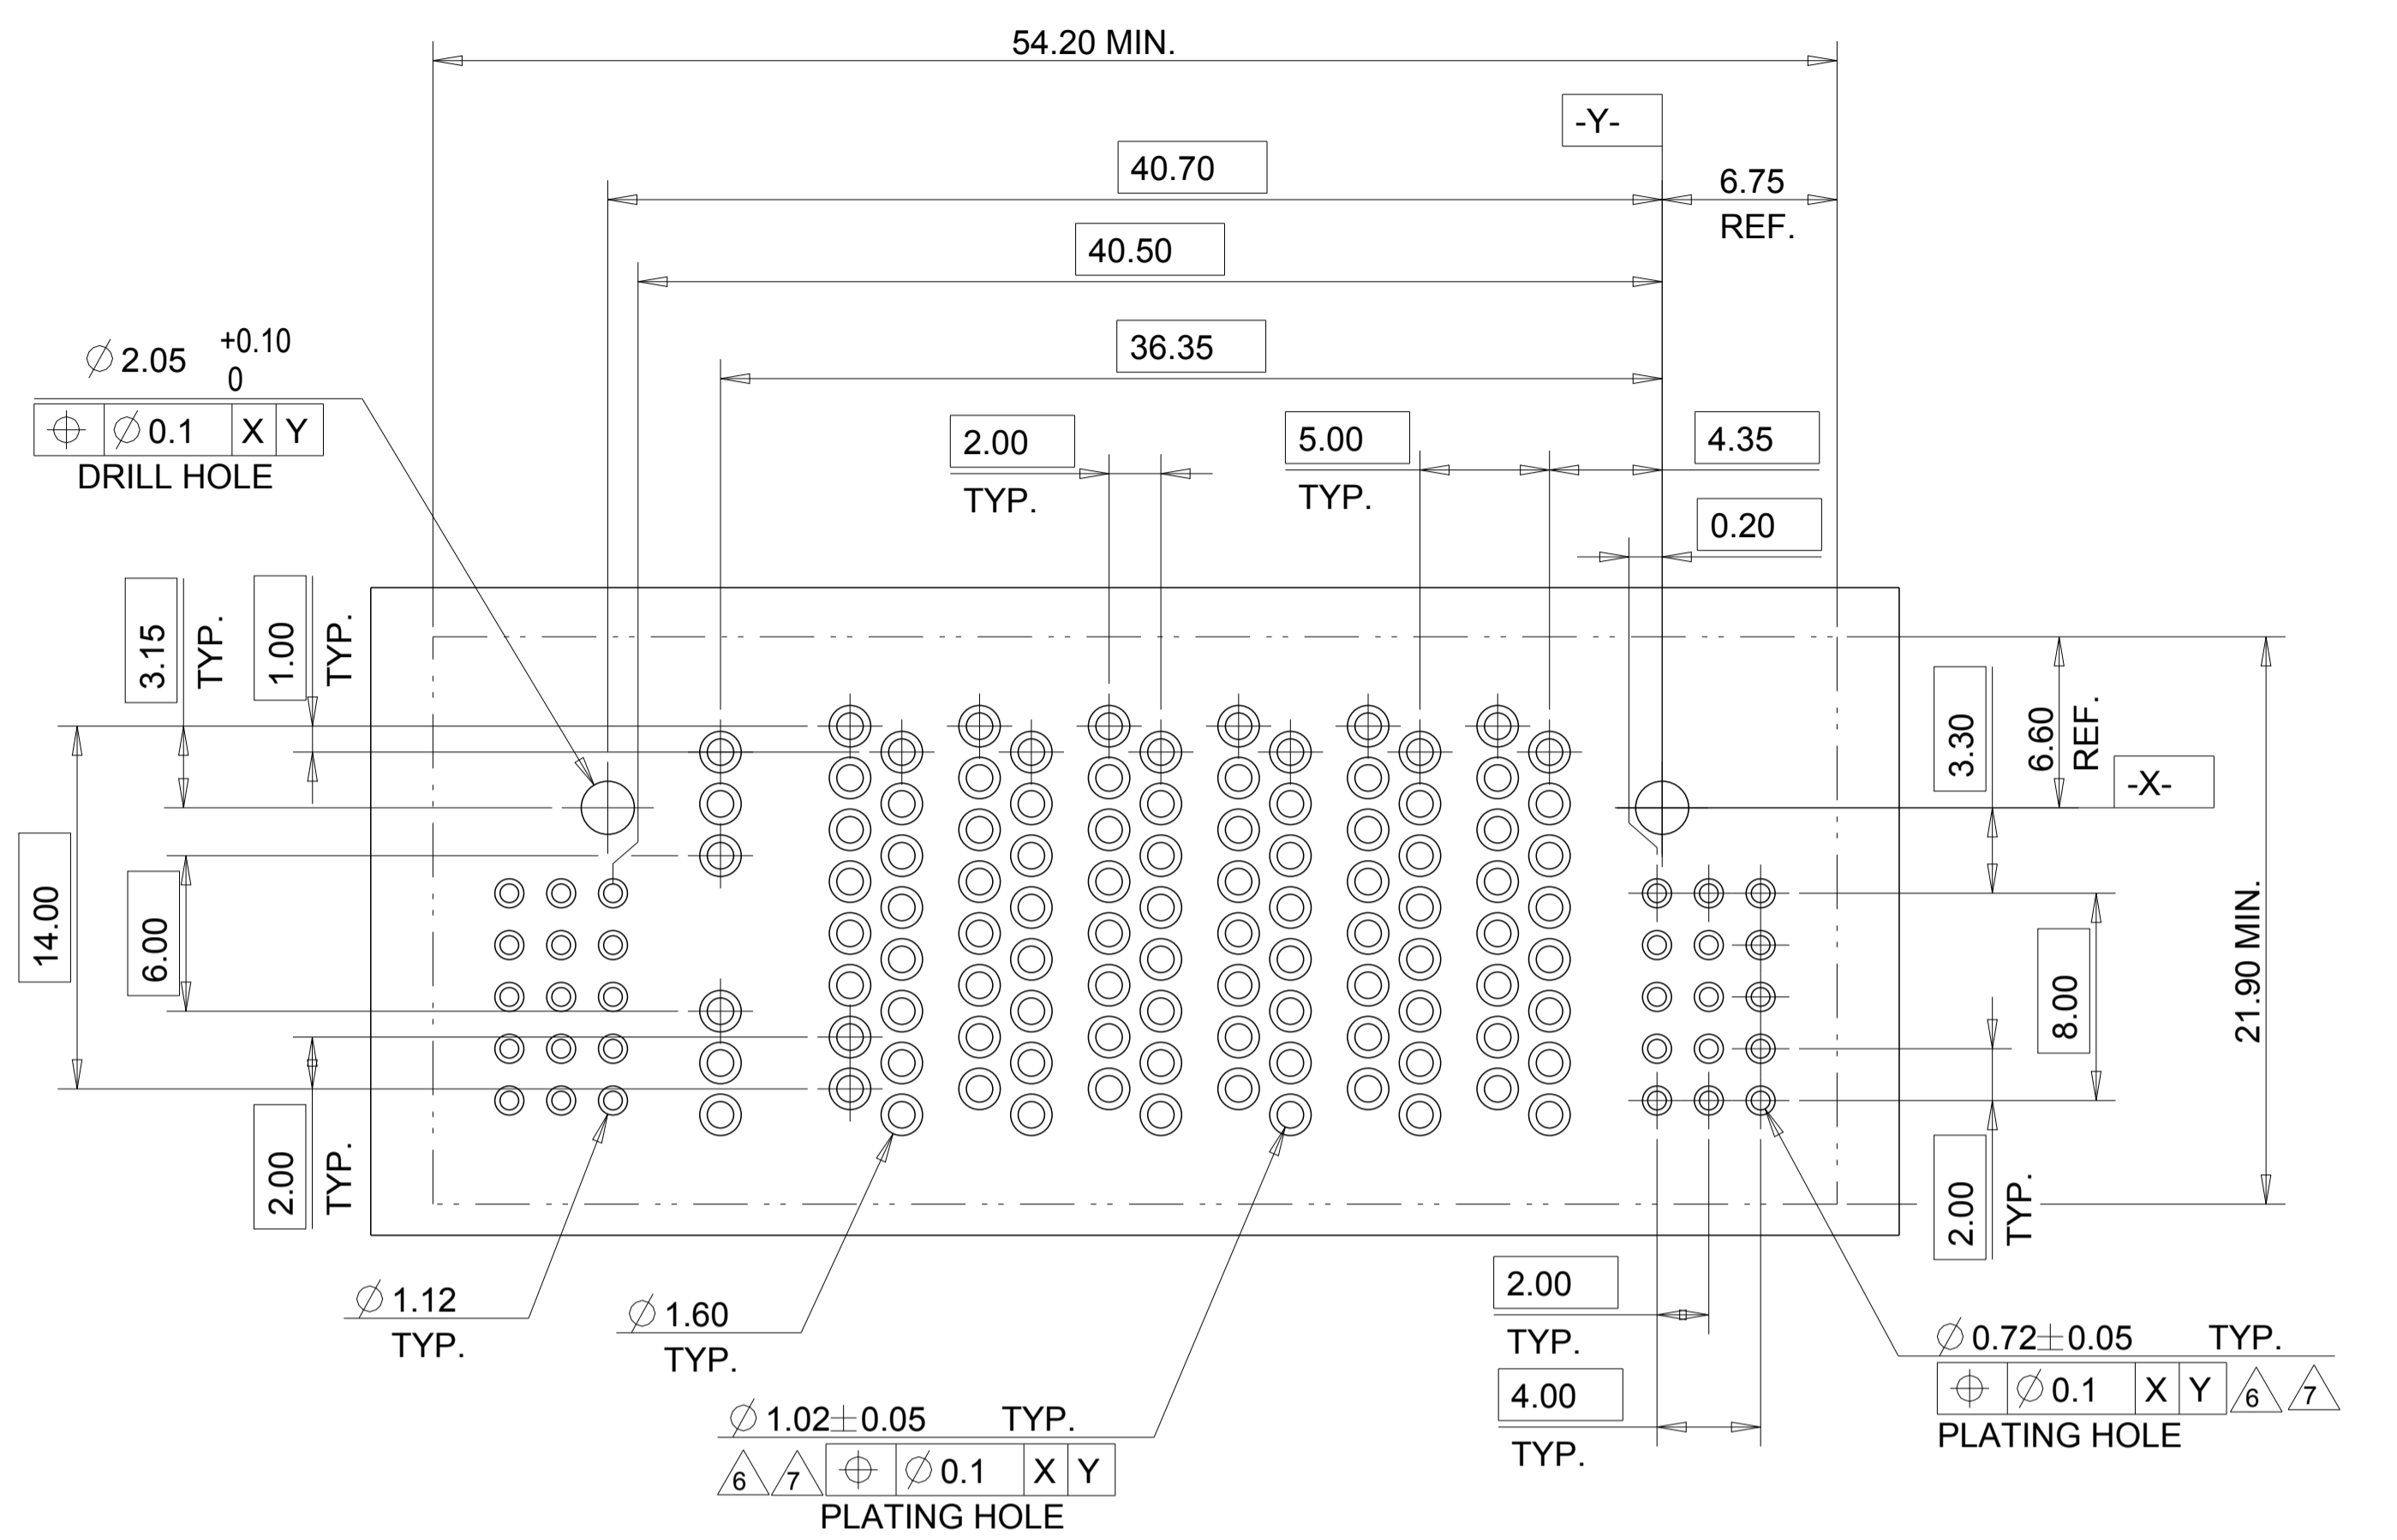 54.20 MIN.
-Y-
40.70
6.75
REF.
40.50
36.35
⌀ 2.05 +0.10
0
⌀ 0.1 X Y
DRILL HOLE
2.00
TYP.
5.00
TYP.
4.35
0.20
3.15
TYP.
1.00
TYP.
14.00
6.00
2.00
TYP.
3.30
6.60
REF.
-X-
8.00
21.90 MIN.
2.00
TYP.
⌀ 1.12
TYP.
⌀ 1.60
TYP.
⌀ 1.02±0.05 TYP.
6 7 ⌀ 0.1 X Y
PLATING HOLE
2.00
TYP.
4.00
TYP.
⌀ 0.72±0.05 TYP.
⌀ 0.1 X Y 6 7
PLATING HOLE